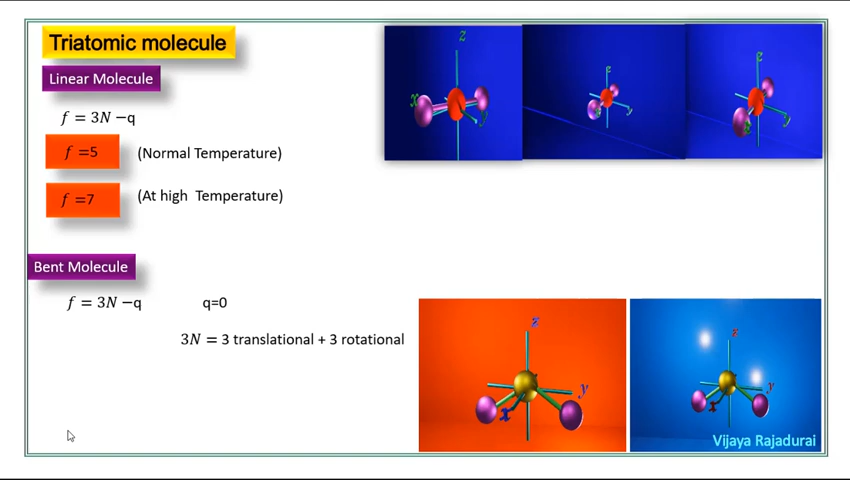 Triatomic molecule
Linear Molecule
f = 3N −q
f =5 (Normal Temperature)
f =7 (At high Temperature)
Bent Molecule
f = 3N −q q=0
3N = 3 translational + 3 rotational
z
x
y
z
y
z
y
z
y
x
z
y
x
Vijaya Rajadurai